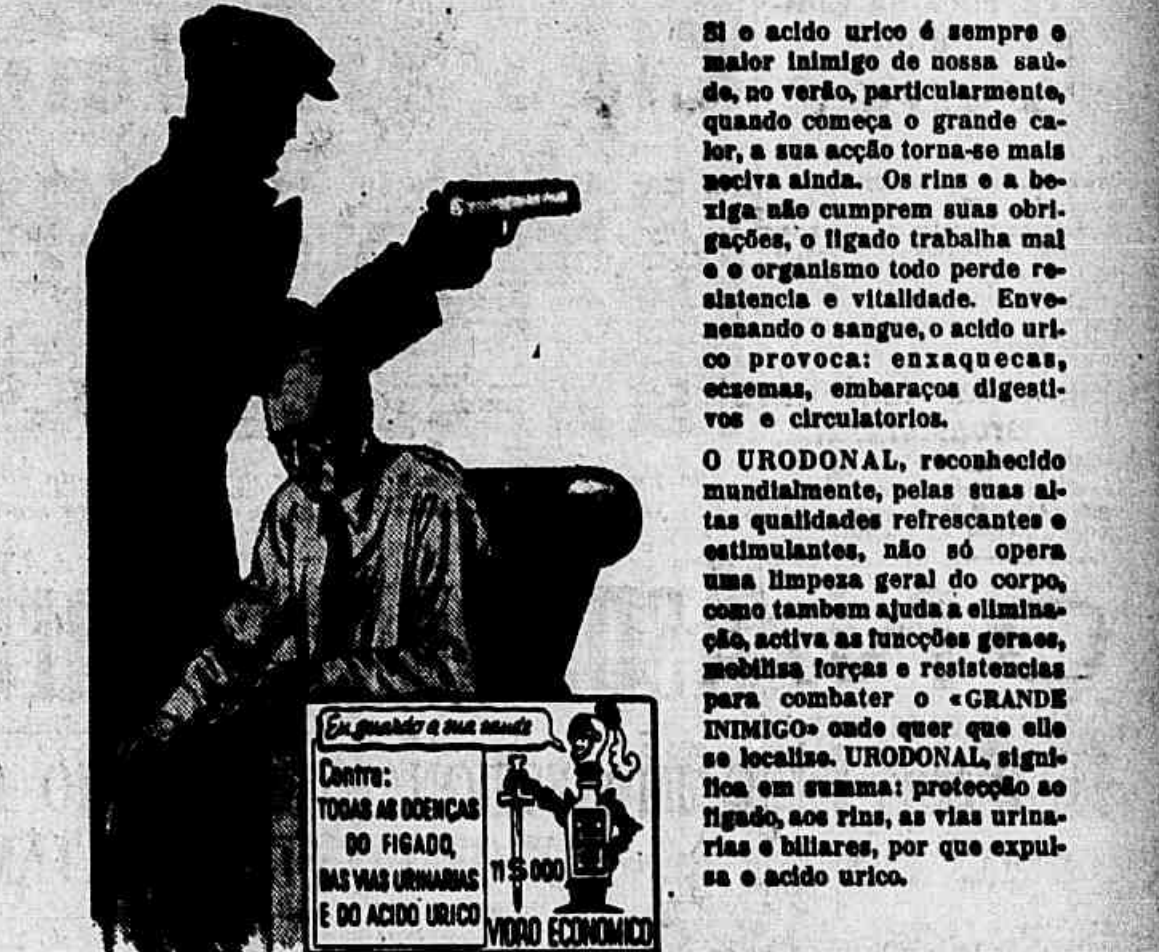 Si o acido urico é sempre o
maior inimigo de nossa saú-
de, no verão, particularmente,
quando começa o grande ca-
lor, a sua acção torna-se mais
nociva ainda. Os rins e a be-
xiga não cumprem suas obri-
gações, o figado trabalha mal
e o organismo todo perde re-
sistencia e vitalidade. Enve-
nenando o sangue, o acido uri-
co provoca: enxaquecas,
eczemas, embaraços digesti-
vos e circulatorios.
O URODONAL, reconhecido
mundialmente, pelas suas al-
tas qualidades refrescantes e
estimulantes, não só opera
uma limpeza geral do corpo,
como tambem ajuda a elimina-
ção, activa as funcções geraes,
mobilisa forças e resistencias
para combater o «GRANDE
INIMIGO» onde quer que elle
se localise. URODONAL, signi-
fica em summa: protecção ao
figado, aos rins, as vias urina-
rias e biliares, por que expul-
sa o acido urico.
Eu guardo a sua saude
Contra:
TODAS AS DOENÇAS
DO FIGADO,
DAS VIAS URINARIAS
E DO ACIDO URICO
11$000
VIDRO ECONOMICO